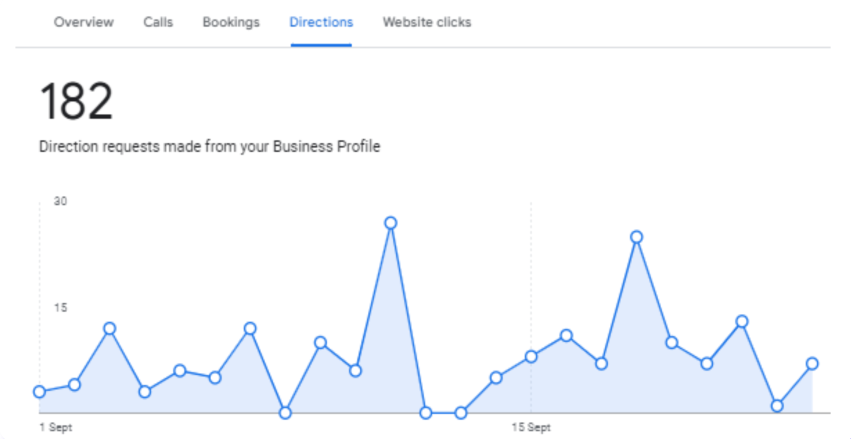 Overview Calls Bookings Directions Website clicks
182
Direction requests made from your Business Profile
30
15
1 Sept 15 Sept